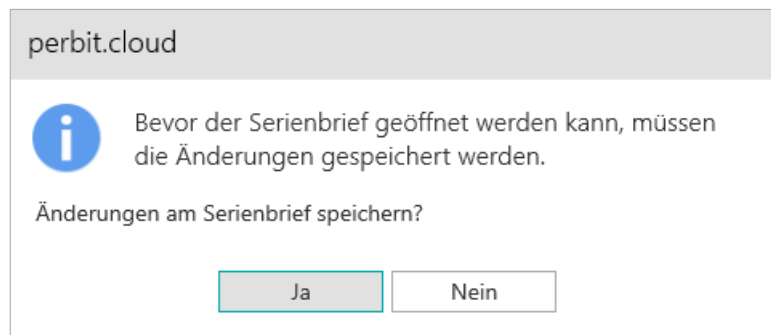 perbit.cloud
Bevor der Serienbrief geöffnet werden kann, müssen
die Änderungen gespeichert werden.
Änderungen am Serienbrief speichern?
Ja
Nein